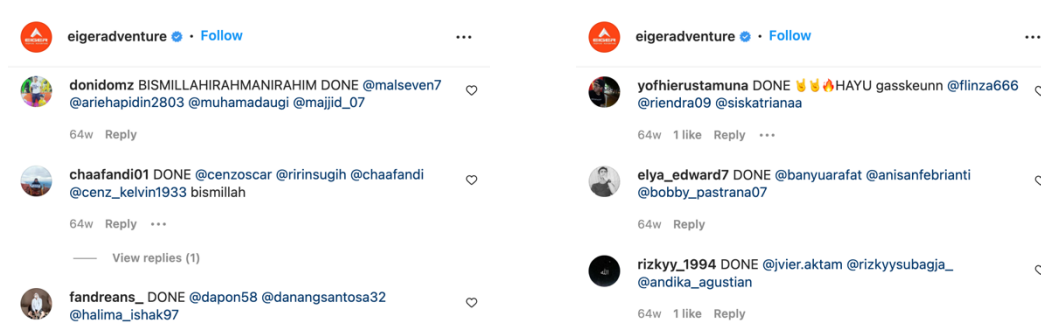 eigeradventure • Follow
donidomz BISMILLAHIRAHMANIRAHIM DONE @malseven7
@ariehapidin2803 @muhamadaugi @majjid_07
64w Reply
chaafandi01 DONE @cenzoscar @ririnsugih @chaafandi
@cenz_kelvin1933 bismillah
64w Reply
View replies (1)
fandreans_ DONE @dapon58 @danangsantosa32
@halima_ishak97
eigeradventure • Follow
yofhierustamuna DONE 🤘🤘🔥HAYU gasskeunn @flinza666
@riendra09 @siskatrianaa
64w 1 like Reply
elya_edward7 DONE @banyuarafat @anisanfebrianti
@bobby_pastrana07
64w Reply
rizkyy_1994 DONE @jvier.aktam @rizkyysubagja_
@andika_agustian
64w 1 like Reply